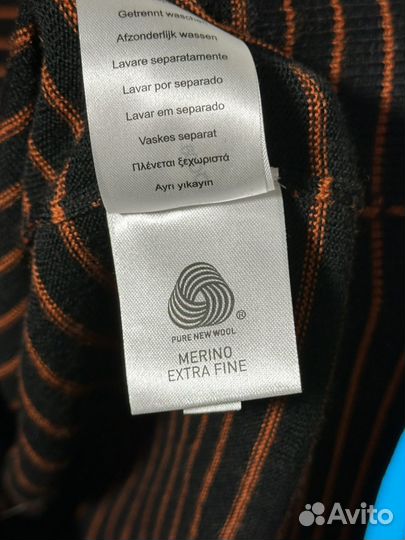 Getrennt waschen
Afzonderlijk wassen
Lavare separatamente
Lavar por separado
Lavar em separado
Vaskes separat
Πλένεται ξεχωριστά
Ayrı yıkayın
®
PURE NEW WOOL
MERINO
EXTRA FINE
Avito